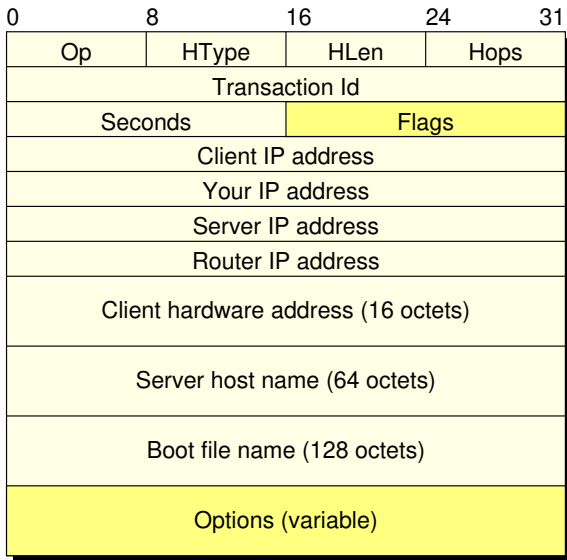 0 8 16 24 31
Op HType HLen Hops
Transaction Id
Seconds Flags
Client IP address
Your IP address
Server IP address
Router IP address
Client hardware address (16 octets)
Server host name (64 octets)
Boot file name (128 octets)
Options (variable)